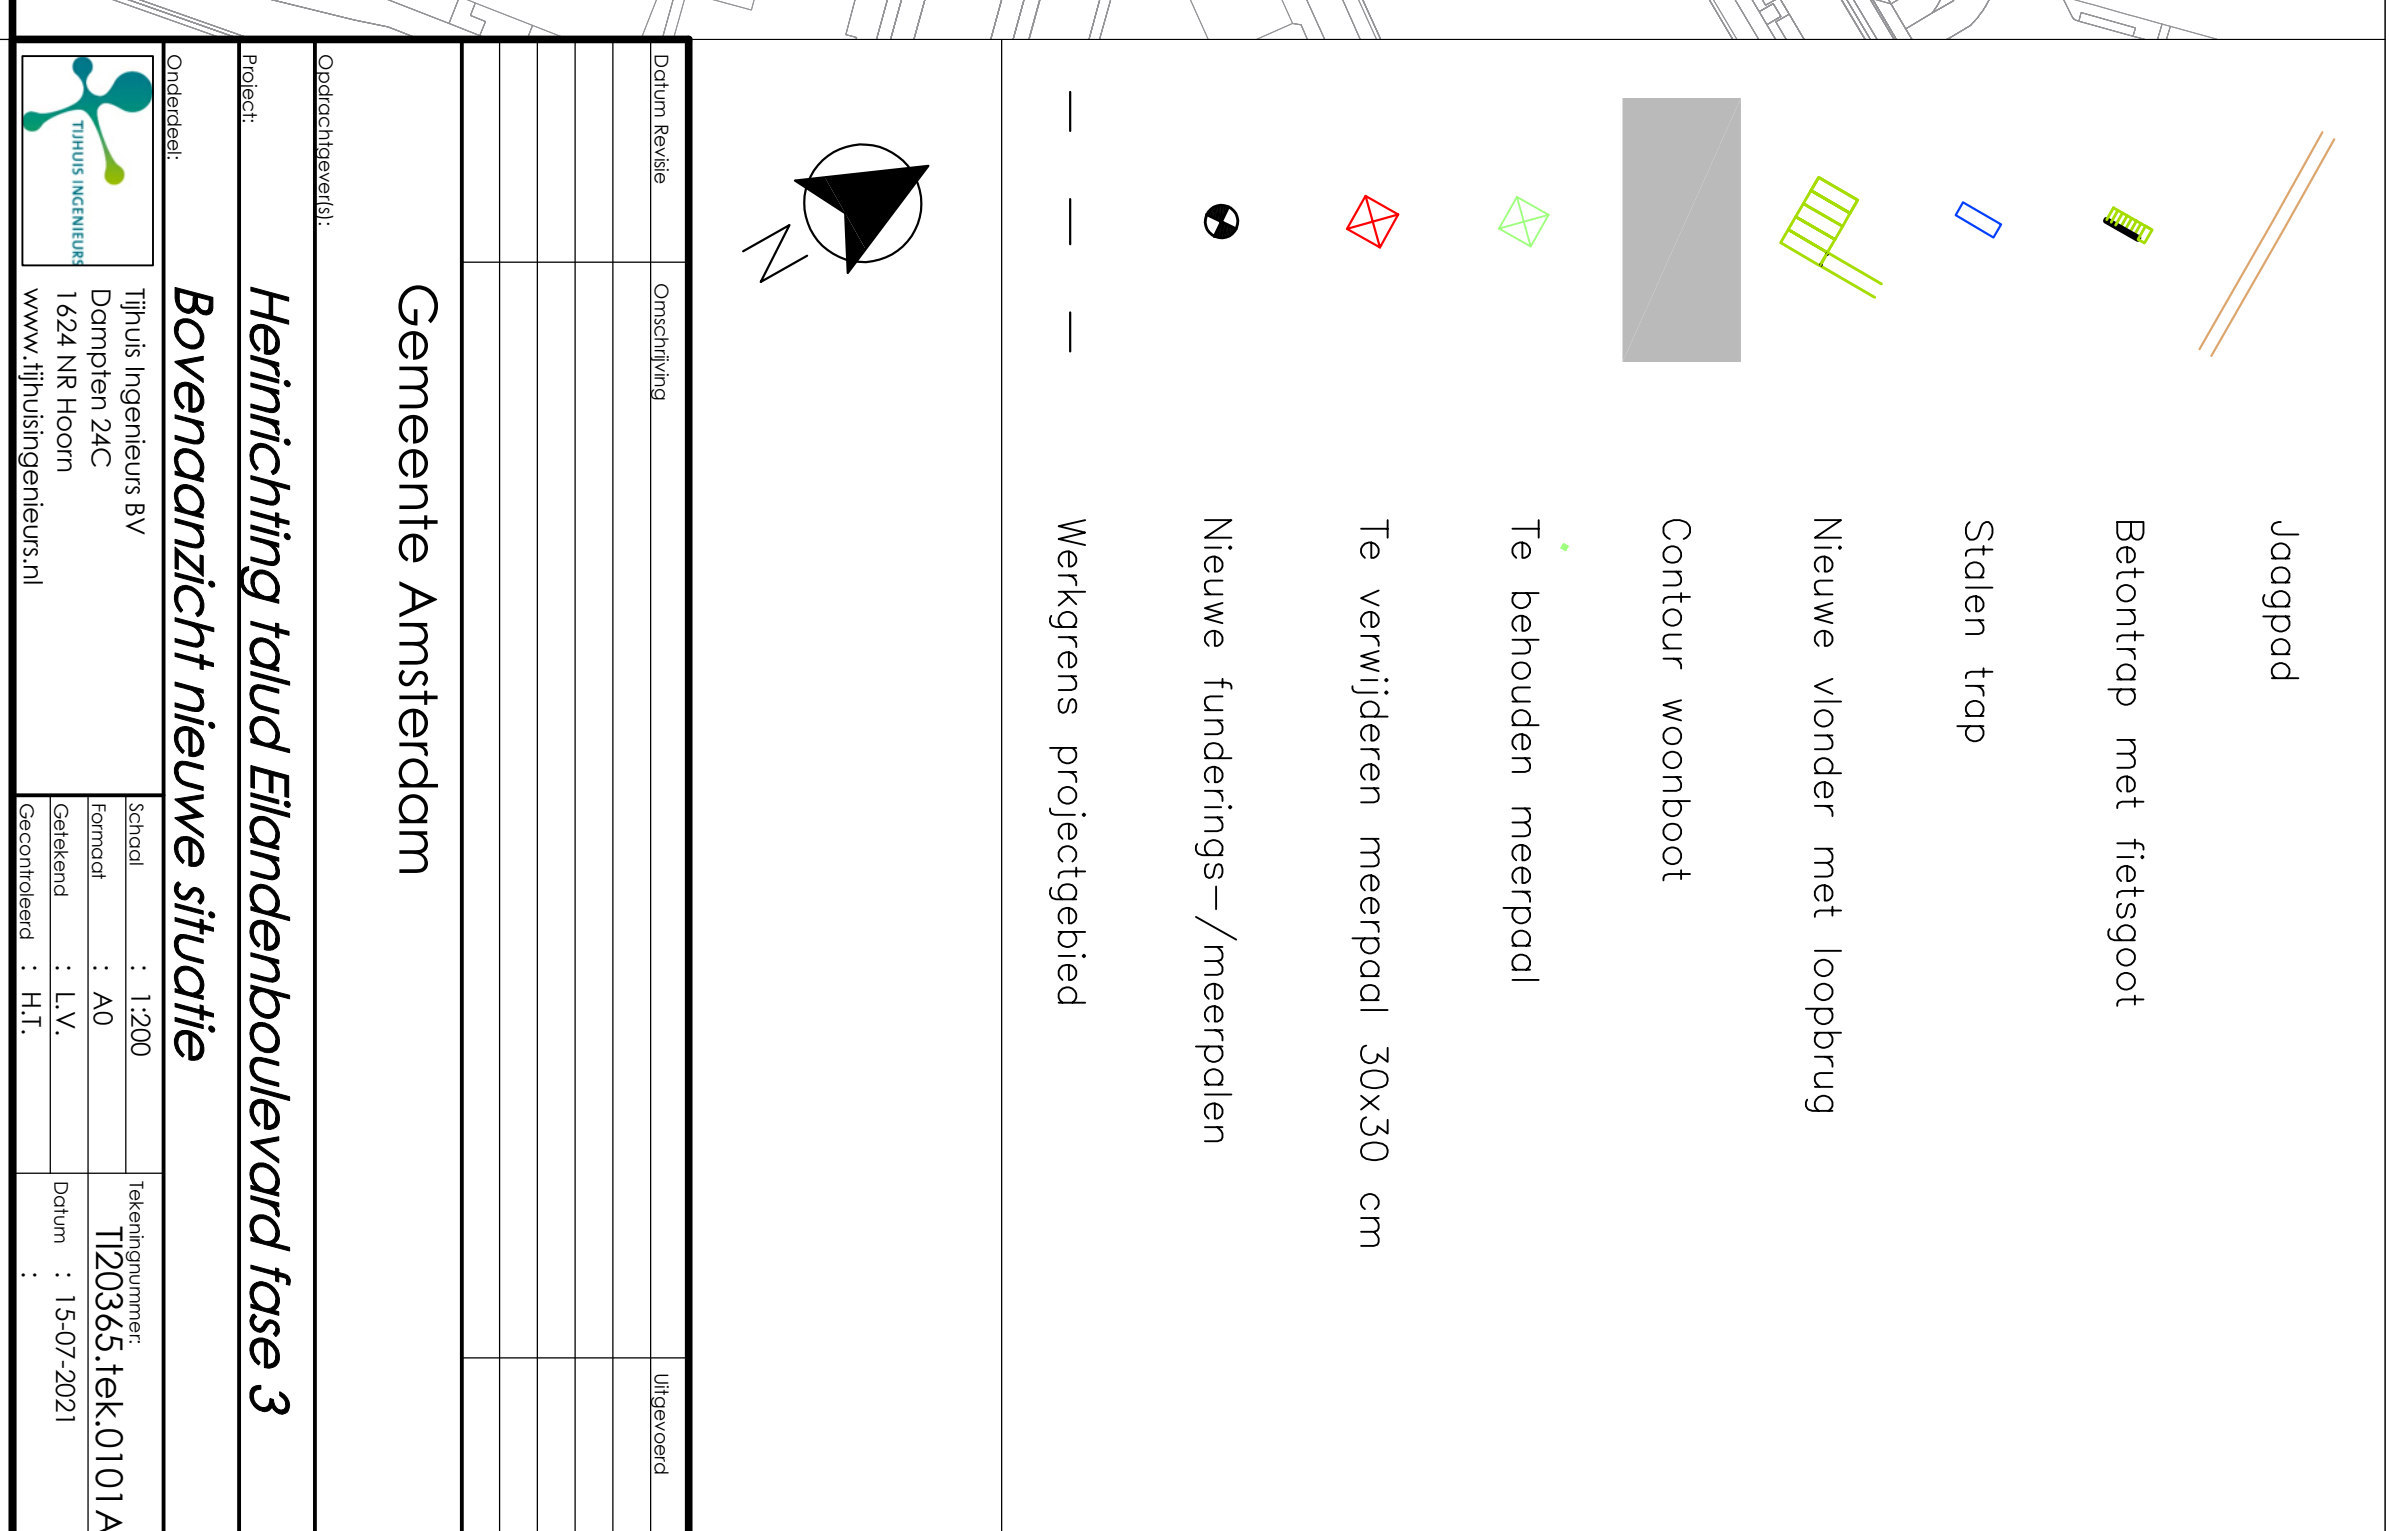 Jaagpad
Betontrap met fietsgoot
Stalen trap
Nieuwe vlonder met loopbrug
Contour woonboot
Te behouden meerpaal
Te verwijderen meerpaal 30x30 cm
Nieuwe funderings-/meerpalen
Werkgrens projectgebied
N
Datum Revisie
Omschrijving
Uitgevoerd
Opdrachtgever(s):
Gemeente Amsterdam
Project:
Herinrichting talud Eilandenboulevard fase 3
Onderdeel:
Bovenaanzicht nieuwe situatie
TIJHUIS INGENIEURS
Tijhuis Ingenieurs BV
Dampten 24C
1624 NR Hoorn
www.tijhuisingenieurs.nl
Schaal : 1:200
Formaat : A0
Getekend : L.V.
Gecontroleerd : H.T.
Tekeningnummer:
TI20365.tek.0101A
Datum : 15-07-2021
: